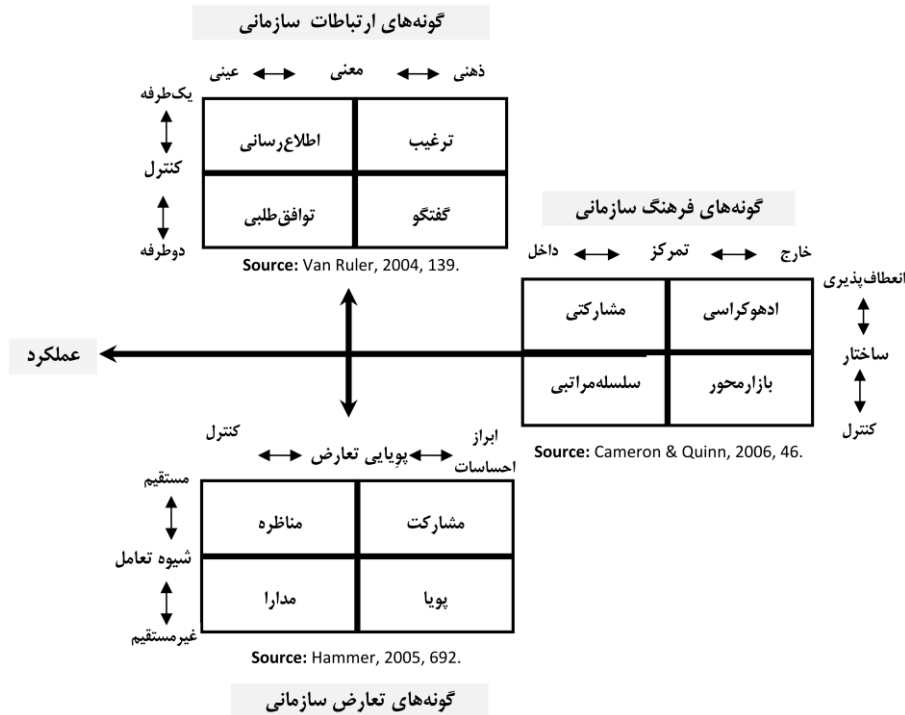 گونه‌های ارتباطات سازمانی
ذهنی معنی عینی
یک‌طرفه
کنترل
دوطرفه
ترغیب اطلاع‌رسانی
گفتگو توافق‌طلبی
Source: Van Ruler, 2004, 139.
گونه‌های فرهنگ سازمانی
خارج تمرکز داخل
انعطاف‌پذیری
ساختار
کنترل
ادهوکراسی مشارکتی
بازارمحور سلسله‌مراتبی
Source: Cameron & Quinn, 2006, 46.
عملکرد
ابراز احساسات پویایی تعارض کنترل
مستقیم
شیوه تعامل
غیرمستقیم
مشارکت مناظره
پویا مدارا
Source: Hammer, 2005, 692.
گونه‌های تعارض سازمانی